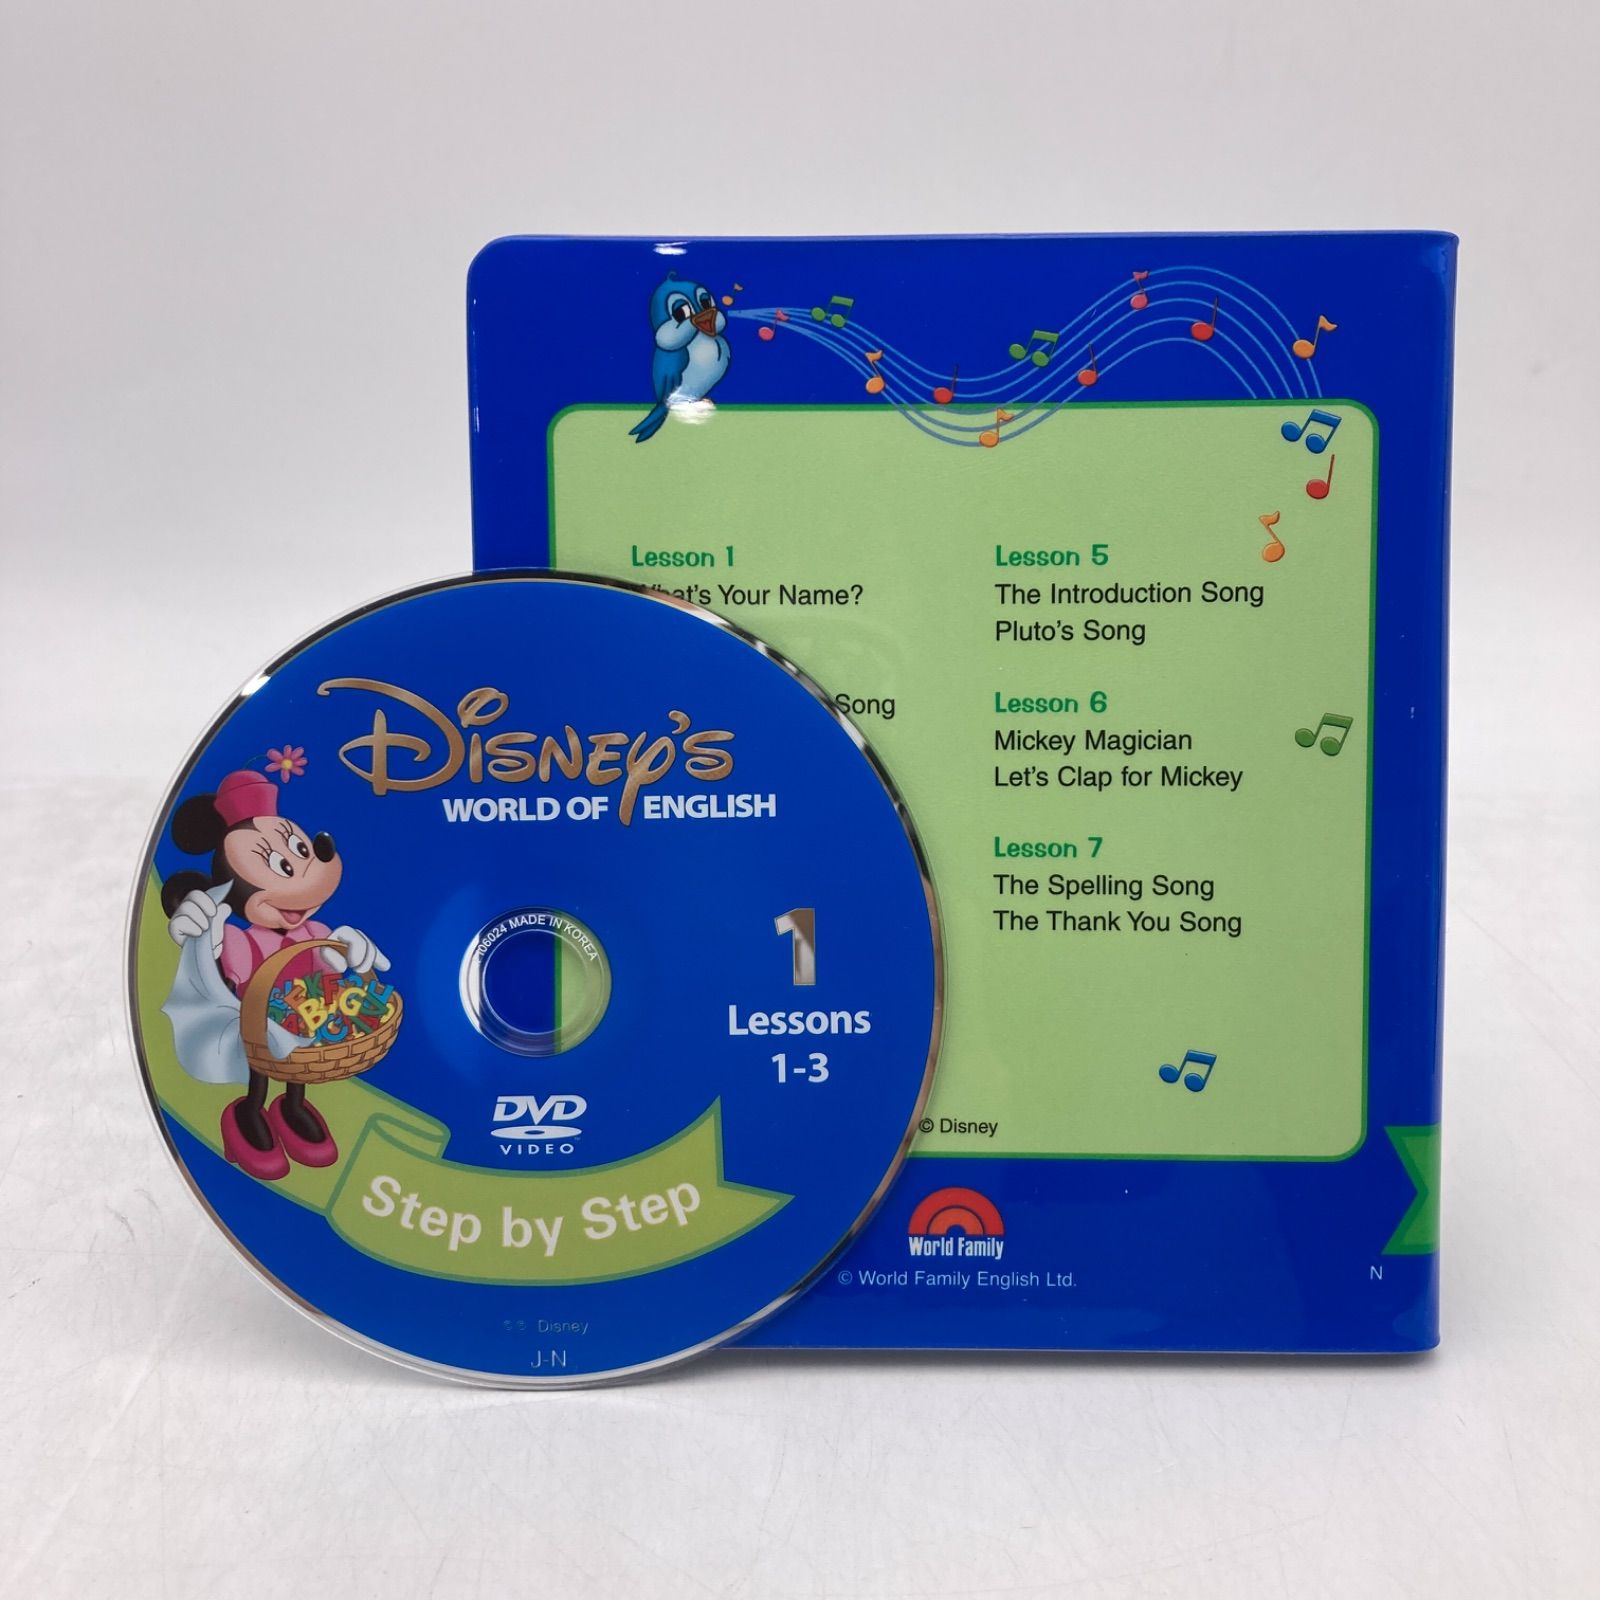 Lesson 1
What's Your Name?
Song
Lesson 5
The Introduction Song
Pluto's Song
Lesson 6
Mickey Magician
Let's Clap for Mickey
Lesson 7
The Spelling Song
The Thank You Song
© Disney
World Family
© World Family English Ltd.
N
DISNEY'S
WORLD OF ENGLISH
106024 MADE IN KOREA
1
Lessons
1-3
DVD
VIDEO
Step by Step
Disney
J-N